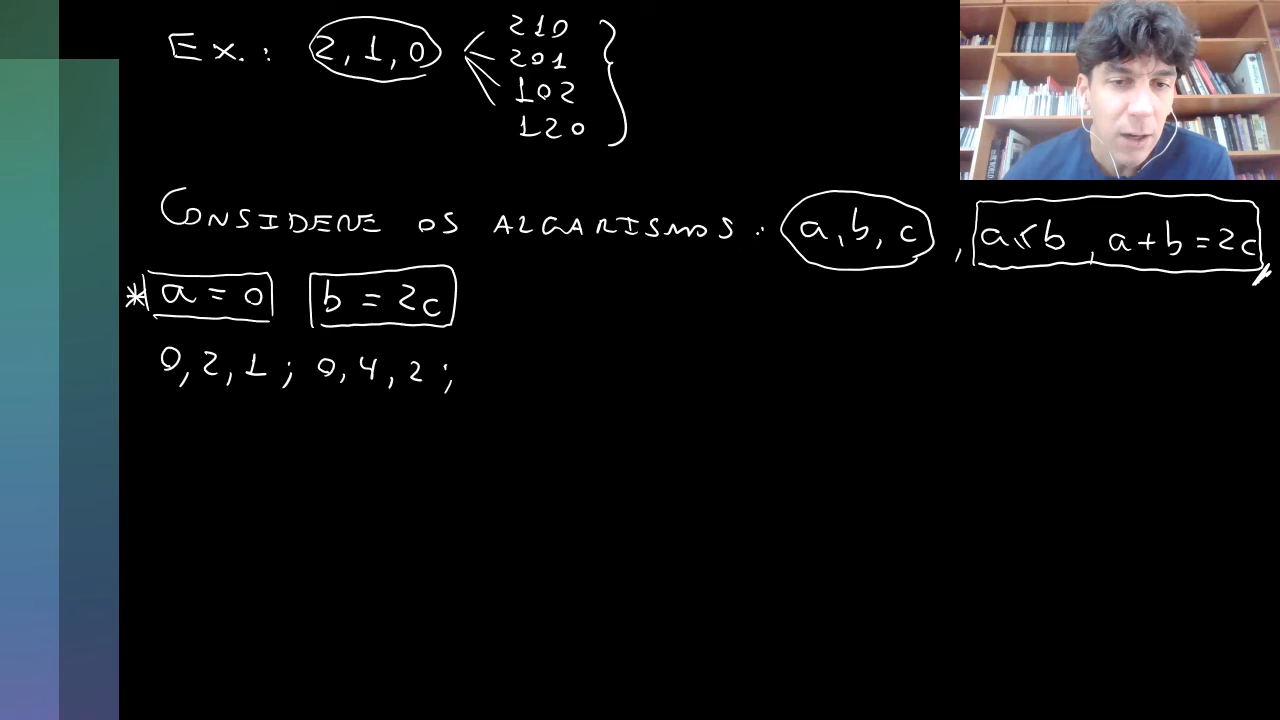 Ex.: 2,1,0
210
201
102
120
CONSIDERE OS ALGARISMOS: a,b,c, a≤b, a+b=2c
* a=0 b=2c
0,2,1; 0,4,2;